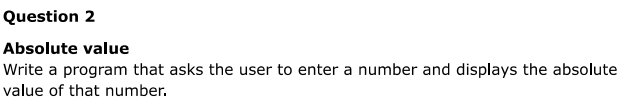 Question 2
Absolute value
Write a program that asks the user to enter a number and displays the absolute
value of that number.